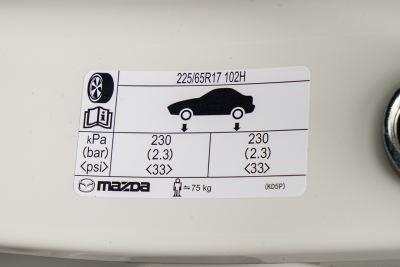 225/65R17 102H
kPa 230 230
(bar) (2.3) (2.3)
<psi> <33> <33>
mazda ≒75 kg (KD5P)